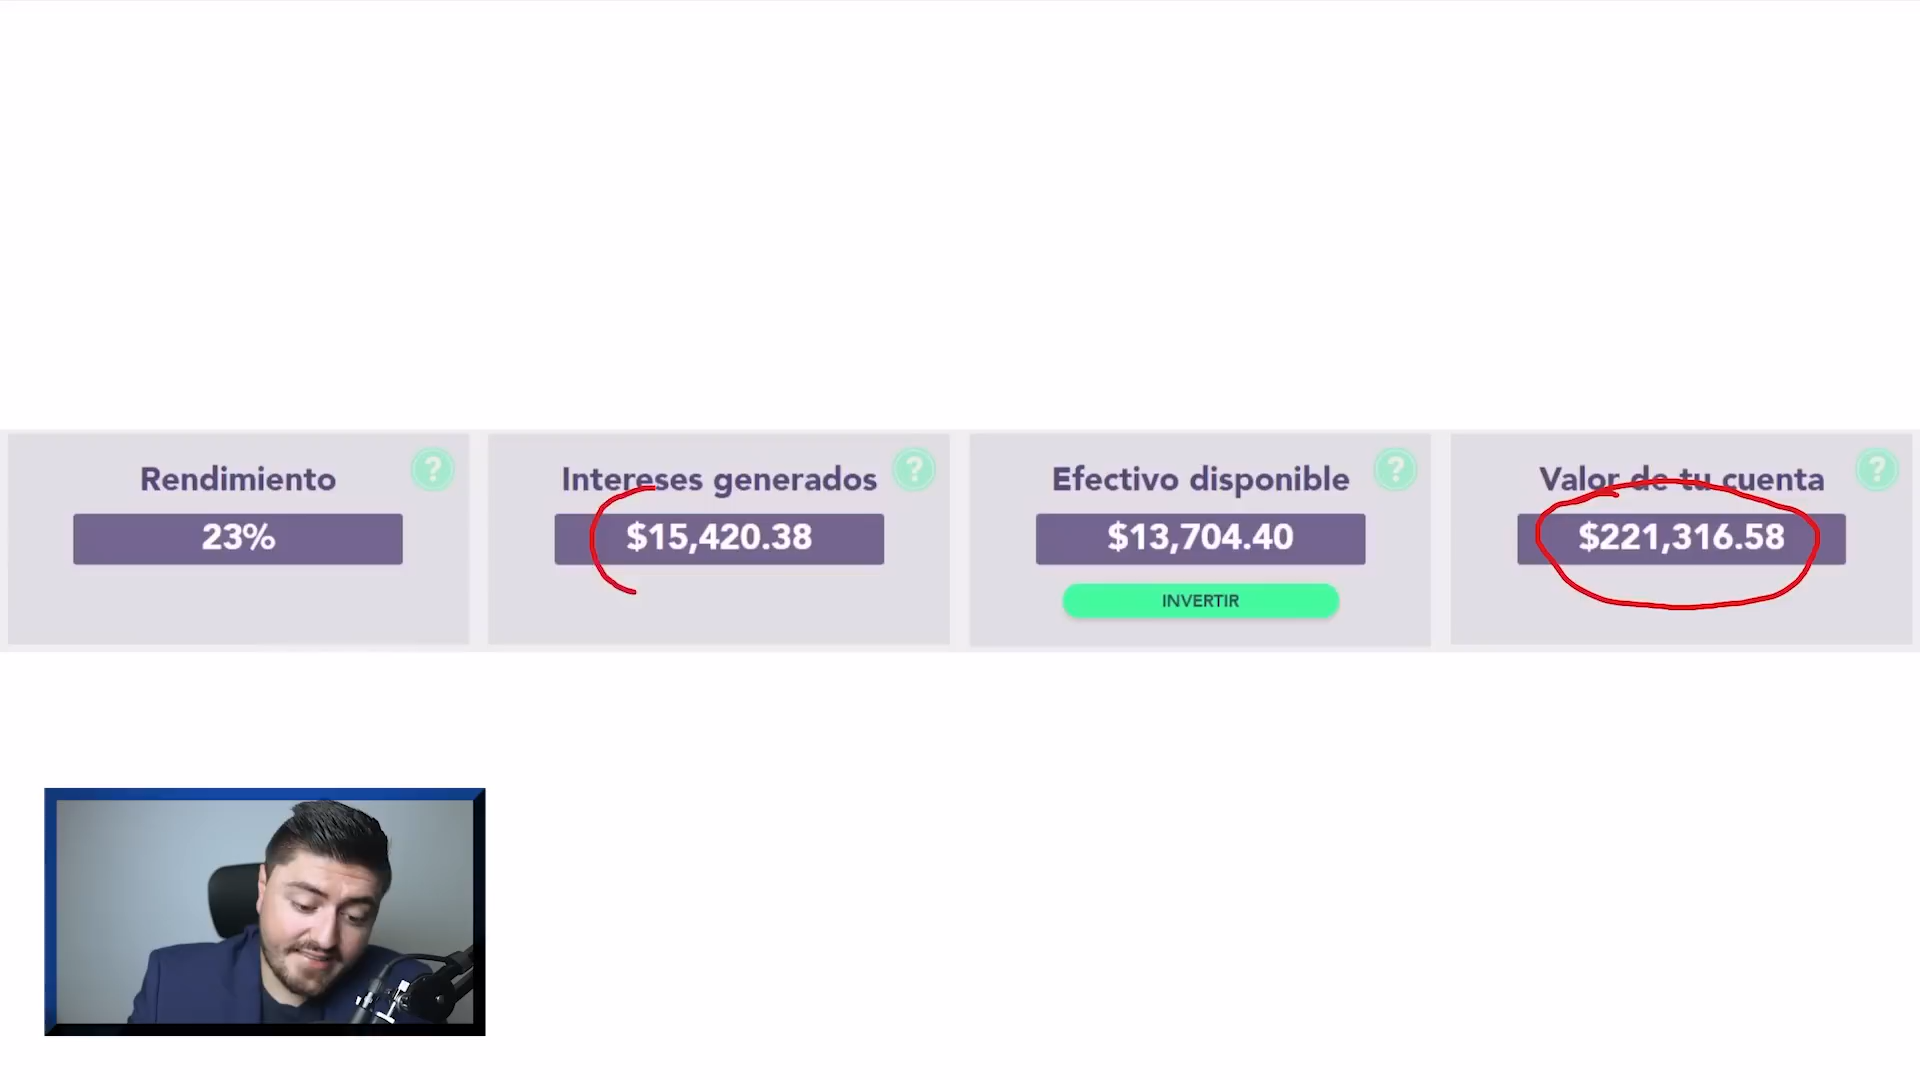 Rendimiento
?
23%
Intereses generados
?
$15,420.38
Efectivo disponible
?
$13,704.40
INVERTIR
Valor de tu cuenta
?
$221,316.58